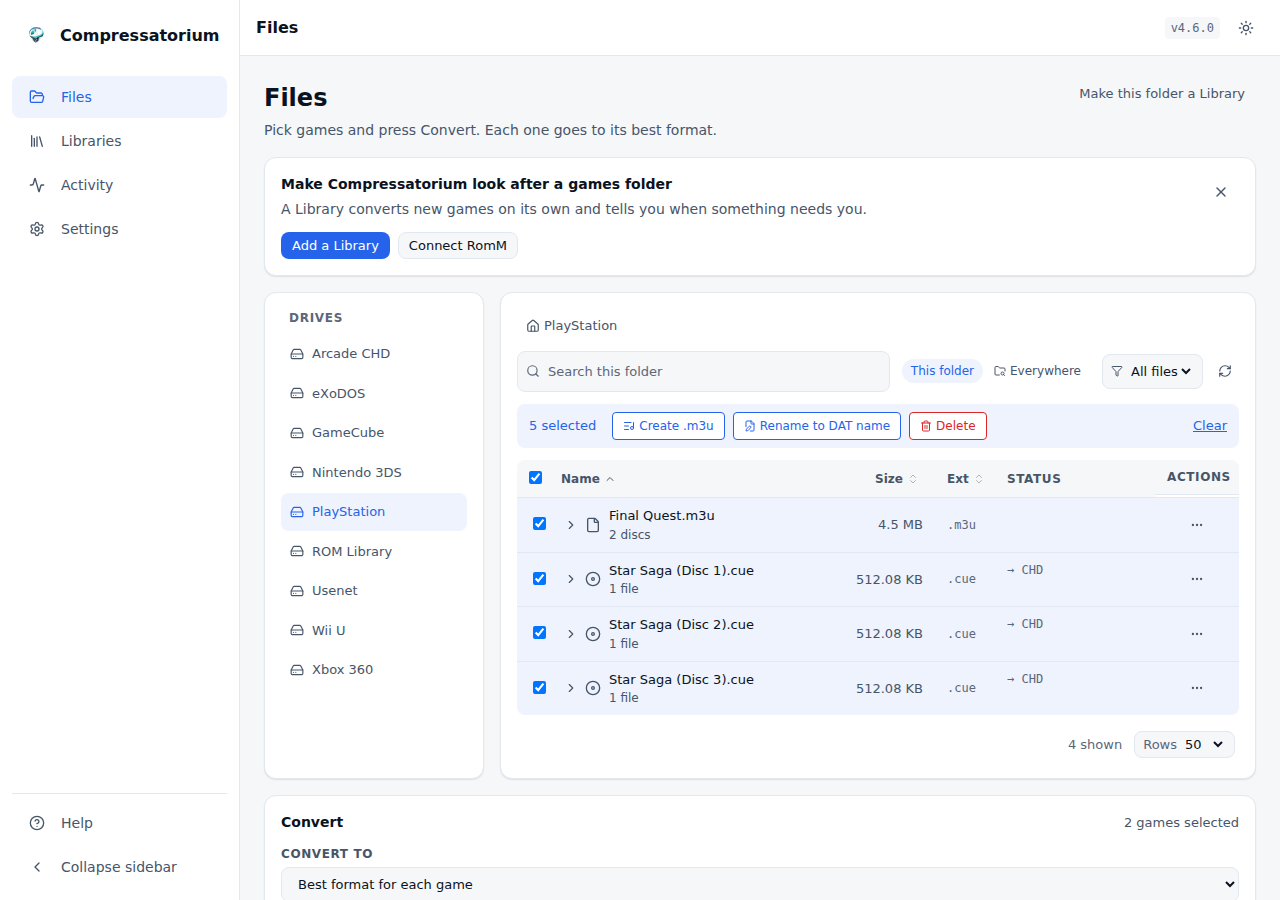 Compressatorium
Files
Libraries
Activity
Settings
Help
Collapse sidebar
Files
v4.6.0
Files
Make this folder a Library
Pick games and press Convert. Each one goes to its best format.
Make Compressatorium look after a games folder
A Library converts new games on its own and tells you when something needs you.
Add a Library
Connect RomM
DRIVES
Arcade CHD
eXoDOS
GameCube
Nintendo 3DS
PlayStation
ROM Library
Usenet
Wii U
Xbox 360
PlayStation
Search this folder
This folder
Everywhere
All files
5 selected
Create .m3u
Rename to DAT name
Delete
Clear
Name Size Ext STATUS ACTIONS
Final Quest.m3u 4.5 MB .m3u
2 discs
Star Saga (Disc 1).cue 512.08 KB .cue → CHD
1 file
Star Saga (Disc 2).cue 512.08 KB .cue → CHD
1 file
Star Saga (Disc 3).cue 512.08 KB .cue → CHD
1 file
4 shown
Rows 50
Convert
2 games selected
CONVERT TO
Best format for each game